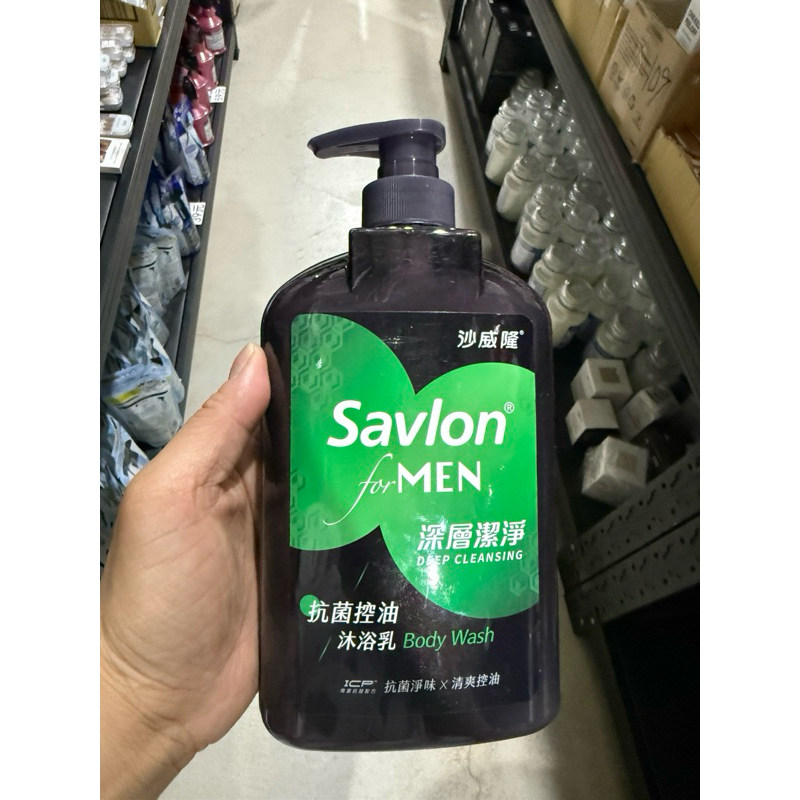 沙威隆®
Savlon®
for MEN
深層潔淨
DEEP CLEANSING
抗菌控油
沐浴乳 Body Wash
ICP™ 抗菌淨味 X 清爽控油